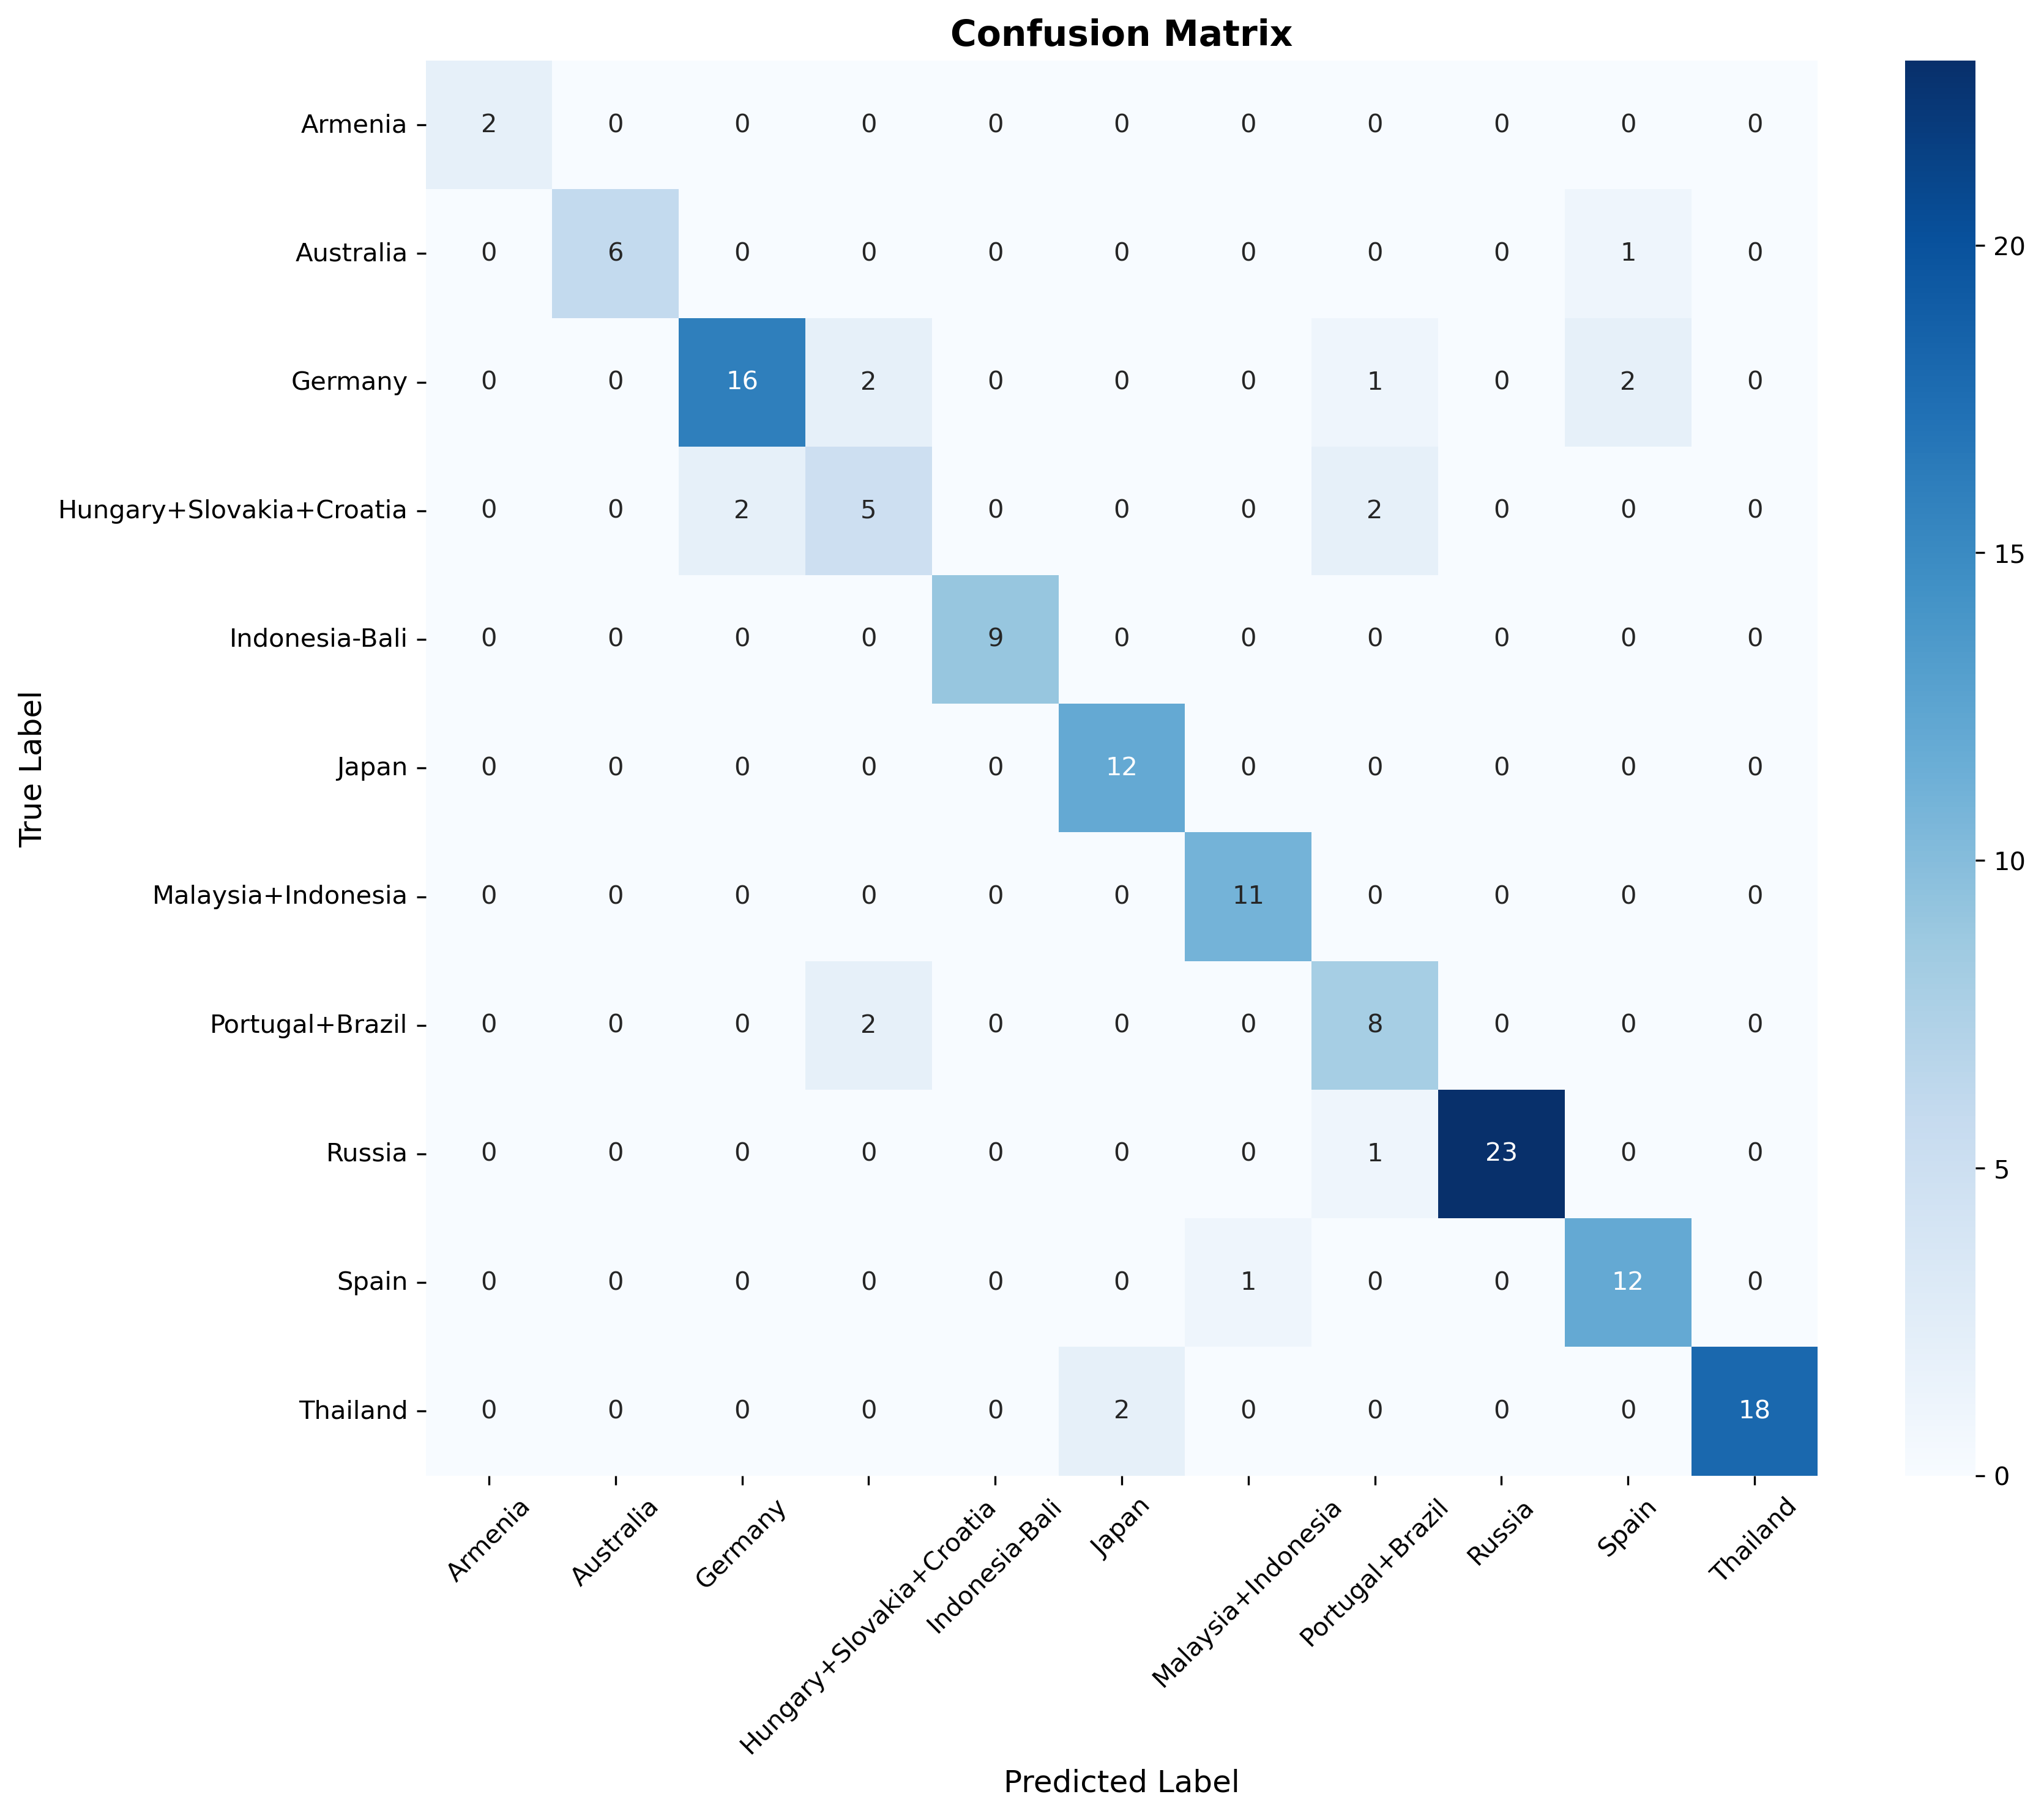 Confusion Matrix
True Label
Armenia 2 0 0 0 0 0 0 0 0 0 0
Australia 0 6 0 0 0 0 0 0 0 1 0
Germany 0 0 16 2 0 0 0 1 0 2 0
Hungary+Slovakia+Croatia 0 0 2 5 0 0 0 2 0 0 0
Indonesia-Bali 0 0 0 0 9 0 0 0 0 0 0
Japan 0 0 0 0 0 12 0 0 0 0 0
Malaysia+Indonesia 0 0 0 0 0 0 11 0 0 0 0
Portugal+Brazil 0 0 0 2 0 0 0 8 0 0 0
Russia 0 0 0 0 0 0 0 1 23 0 0
Spain 0 0 0 0 0 0 1 0 0 12 0
Thailand 0 0 0 0 0 2 0 0 0 0 18
Armenia
Australia
Germany
Hungary+Slovakia+Croatia
Indonesia-Bali
Japan
Malaysia+Indonesia
Portugal+Brazil
Russia
Spain
Thailand
Predicted Label
20
15
10
5
0